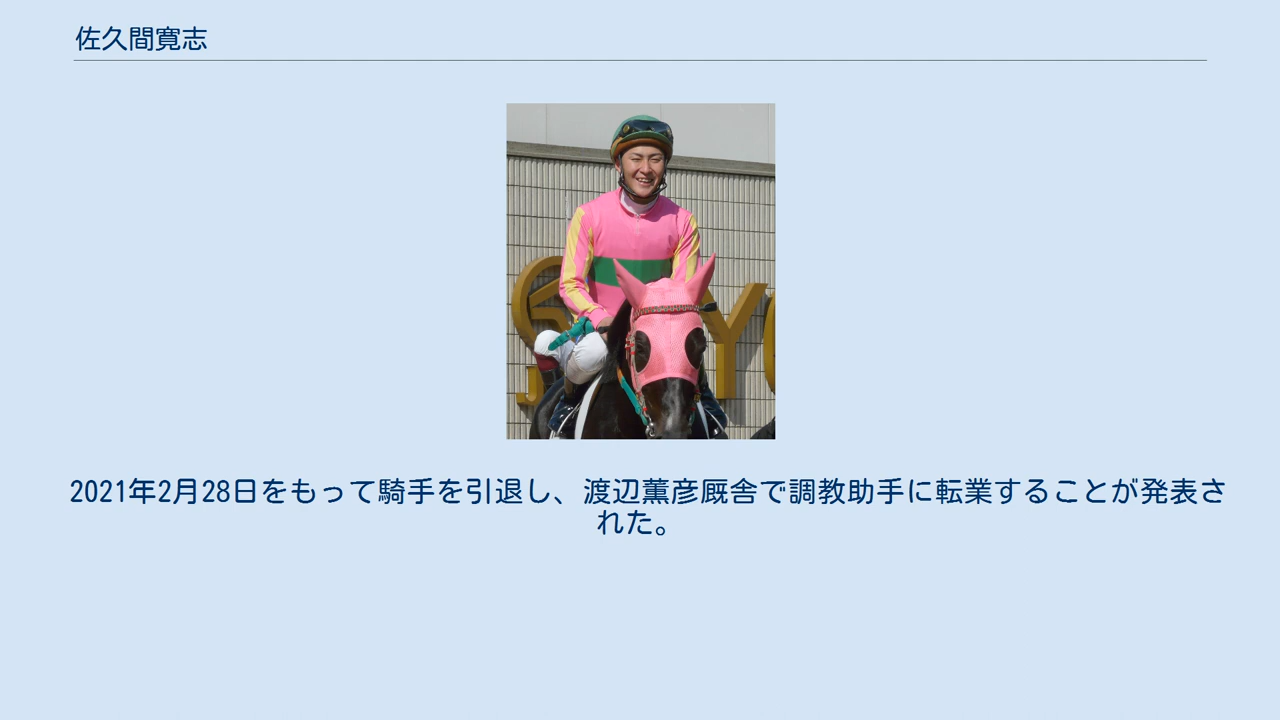 佐久間寛志
2021年2月28日をもって騎手を引退し、渡辺薫彦厩舎で調教助手に転業することが発表さ
れた。